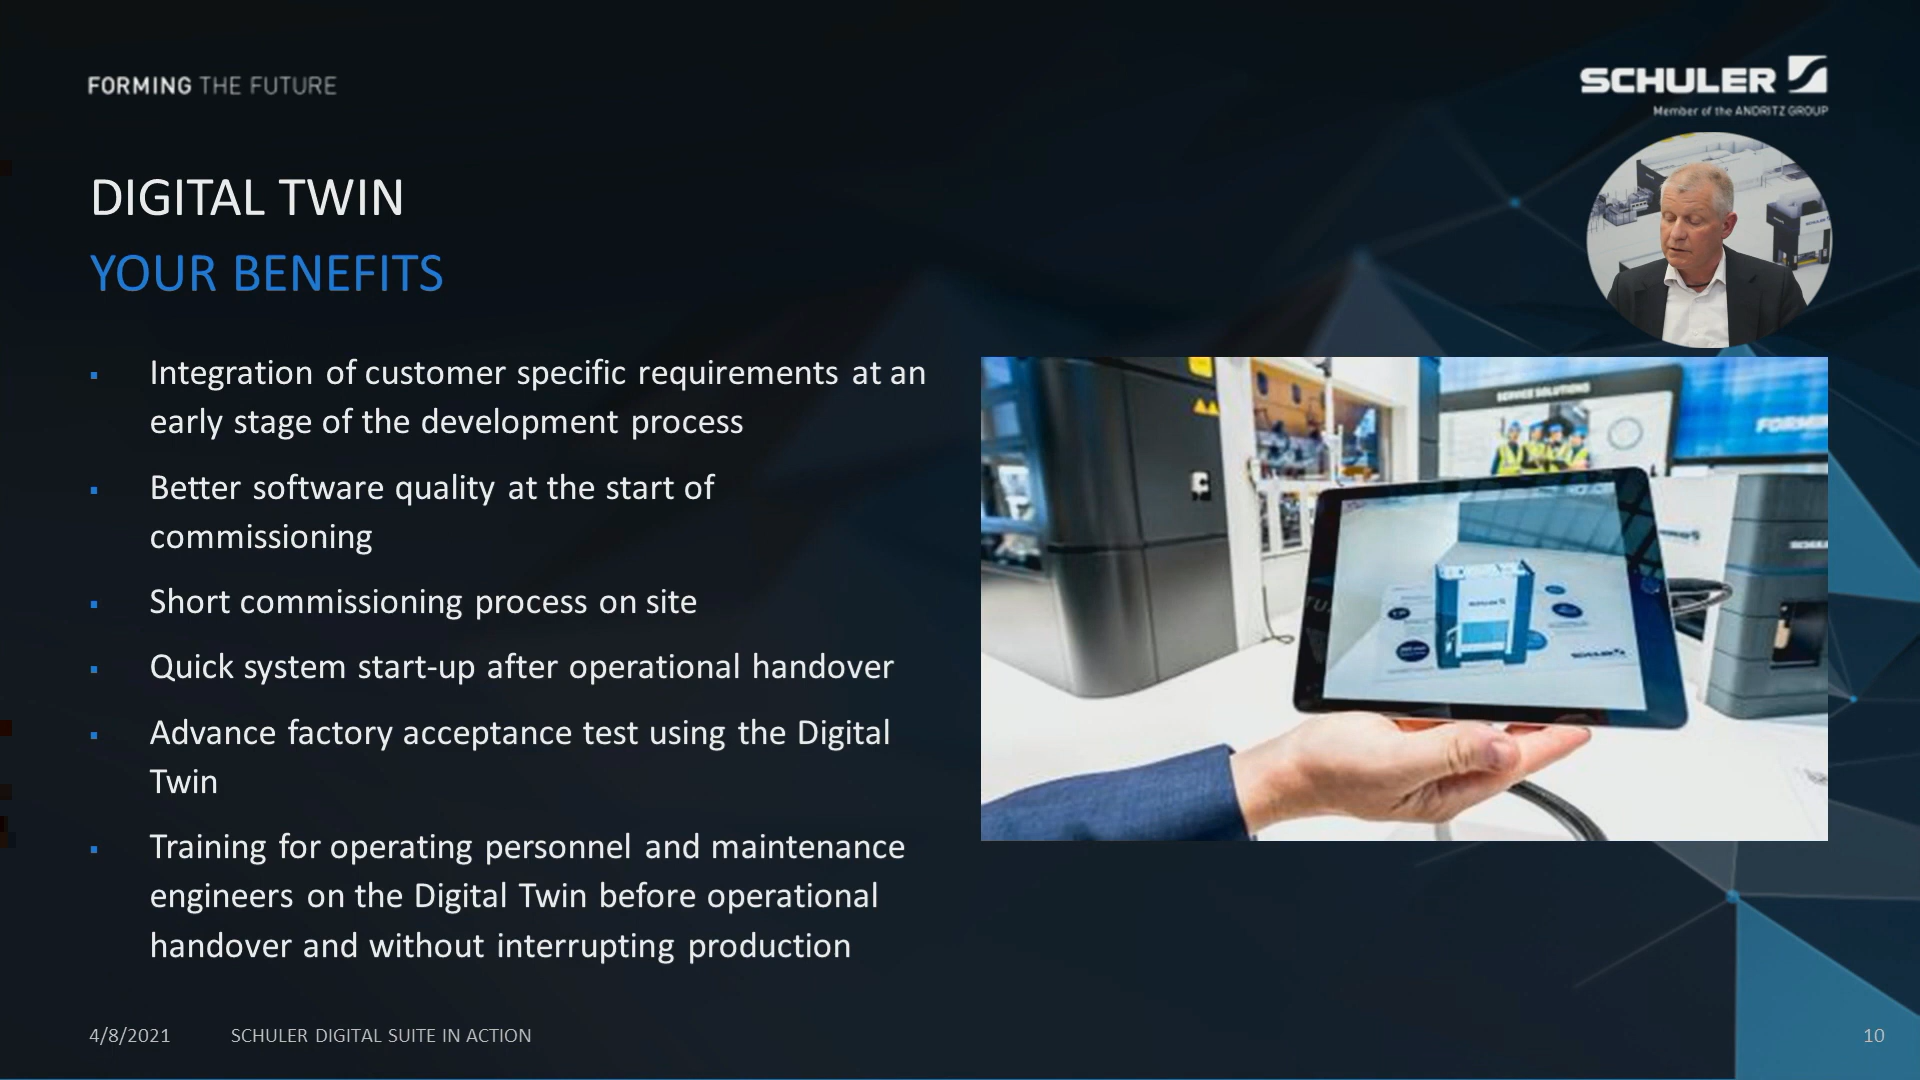 FORMING THE FUTURE
SCHULER
Member of the ANDRITZ GROUP
DIGITAL TWIN
YOUR BENEFITS
▪ Integration of customer specific requirements at an
early stage of the development process
▪ Better software quality at the start of
commissioning
▪ Short commissioning process on site
▪ Quick system start-up after operational handover
▪ Advance factory acceptance test using the Digital
Twin
▪ Training for operating personnel and maintenance
engineers on the Digital Twin before operational
handover and without interrupting production
SERVICE SOLUTIONS
SCHULER
SCHULER
4/8/2021
SCHULER DIGITAL SUITE IN ACTION
10